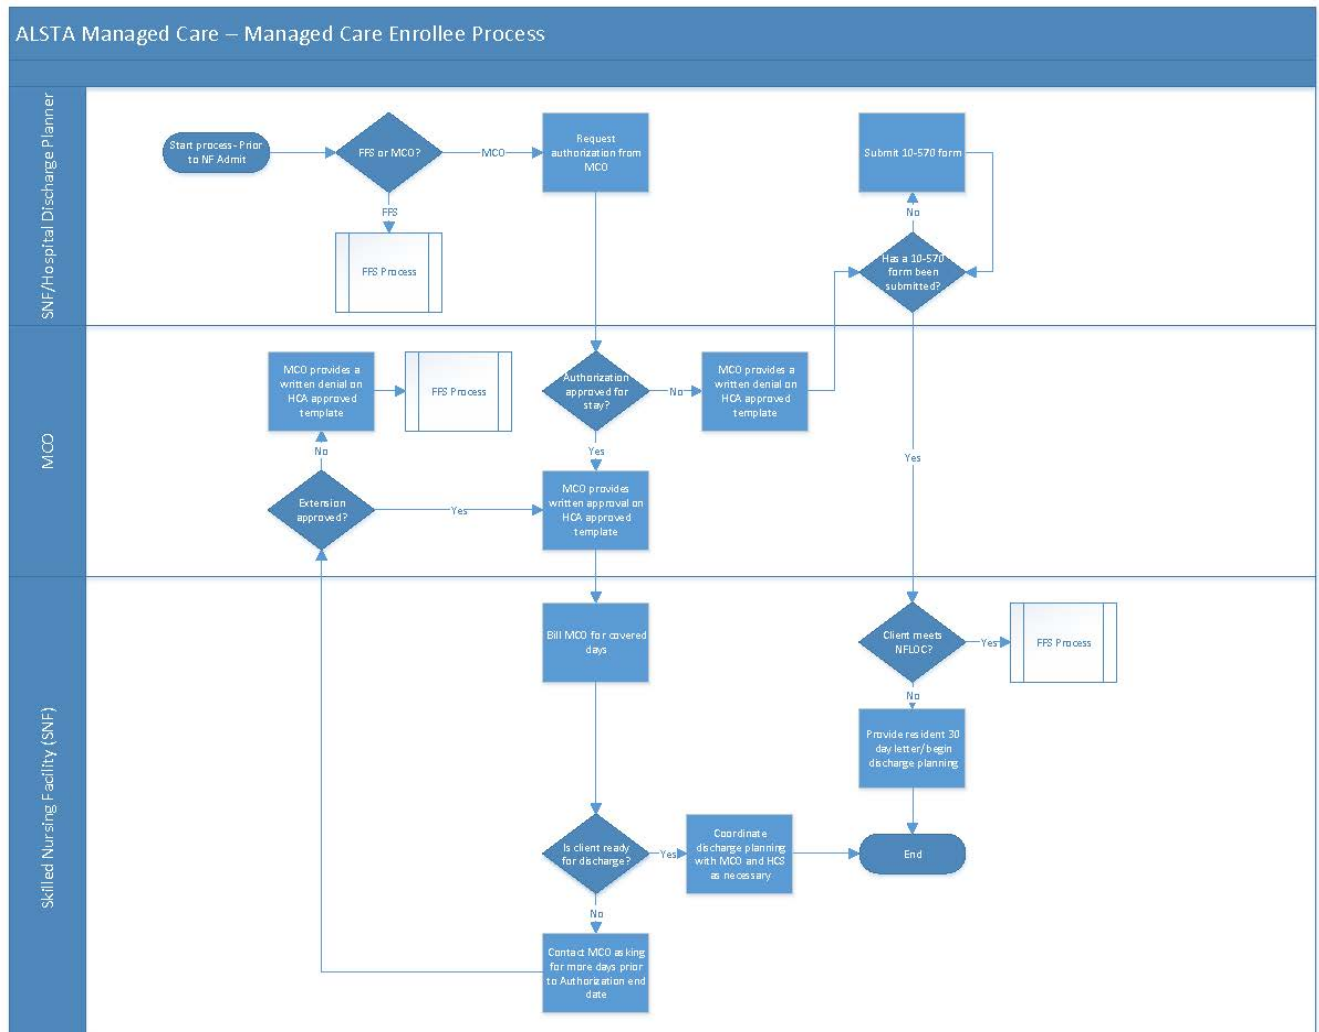 ALSTA Managed Care – Managed Care Enrollee Process
SNF/Hospital Discharge Planner
Start process- Prior
to NF Admit
FFS or MCO?
MCO
Request
authorization from
MCO
FFS
FFS Process
Submit 10-570 form
No
Has a 10-570
form been
submitted?
Yes
MCO
MCO provides a
written denial on
HCA approved
template
FFS Process
No
Extension
approved?
Yes
Authorization
approved for
stay?
No
MCO provides a
written denial on
HCA approved
template
Yes
MCO provides
written approval on
HCA approved
template
Skilled Nursing Facility (SNF)
Bill MCO for covered
days
Client meets
NFLOC?
Yes
FFS Process
No
Provide resident 30
day letter/begin
discharge planning
Is client ready
for discharge?
Yes
Coordinate
discharge planning
with MCO and HCS
as necessary
End
No
Contact MCO asking
for more days prior
to Authorization end
date